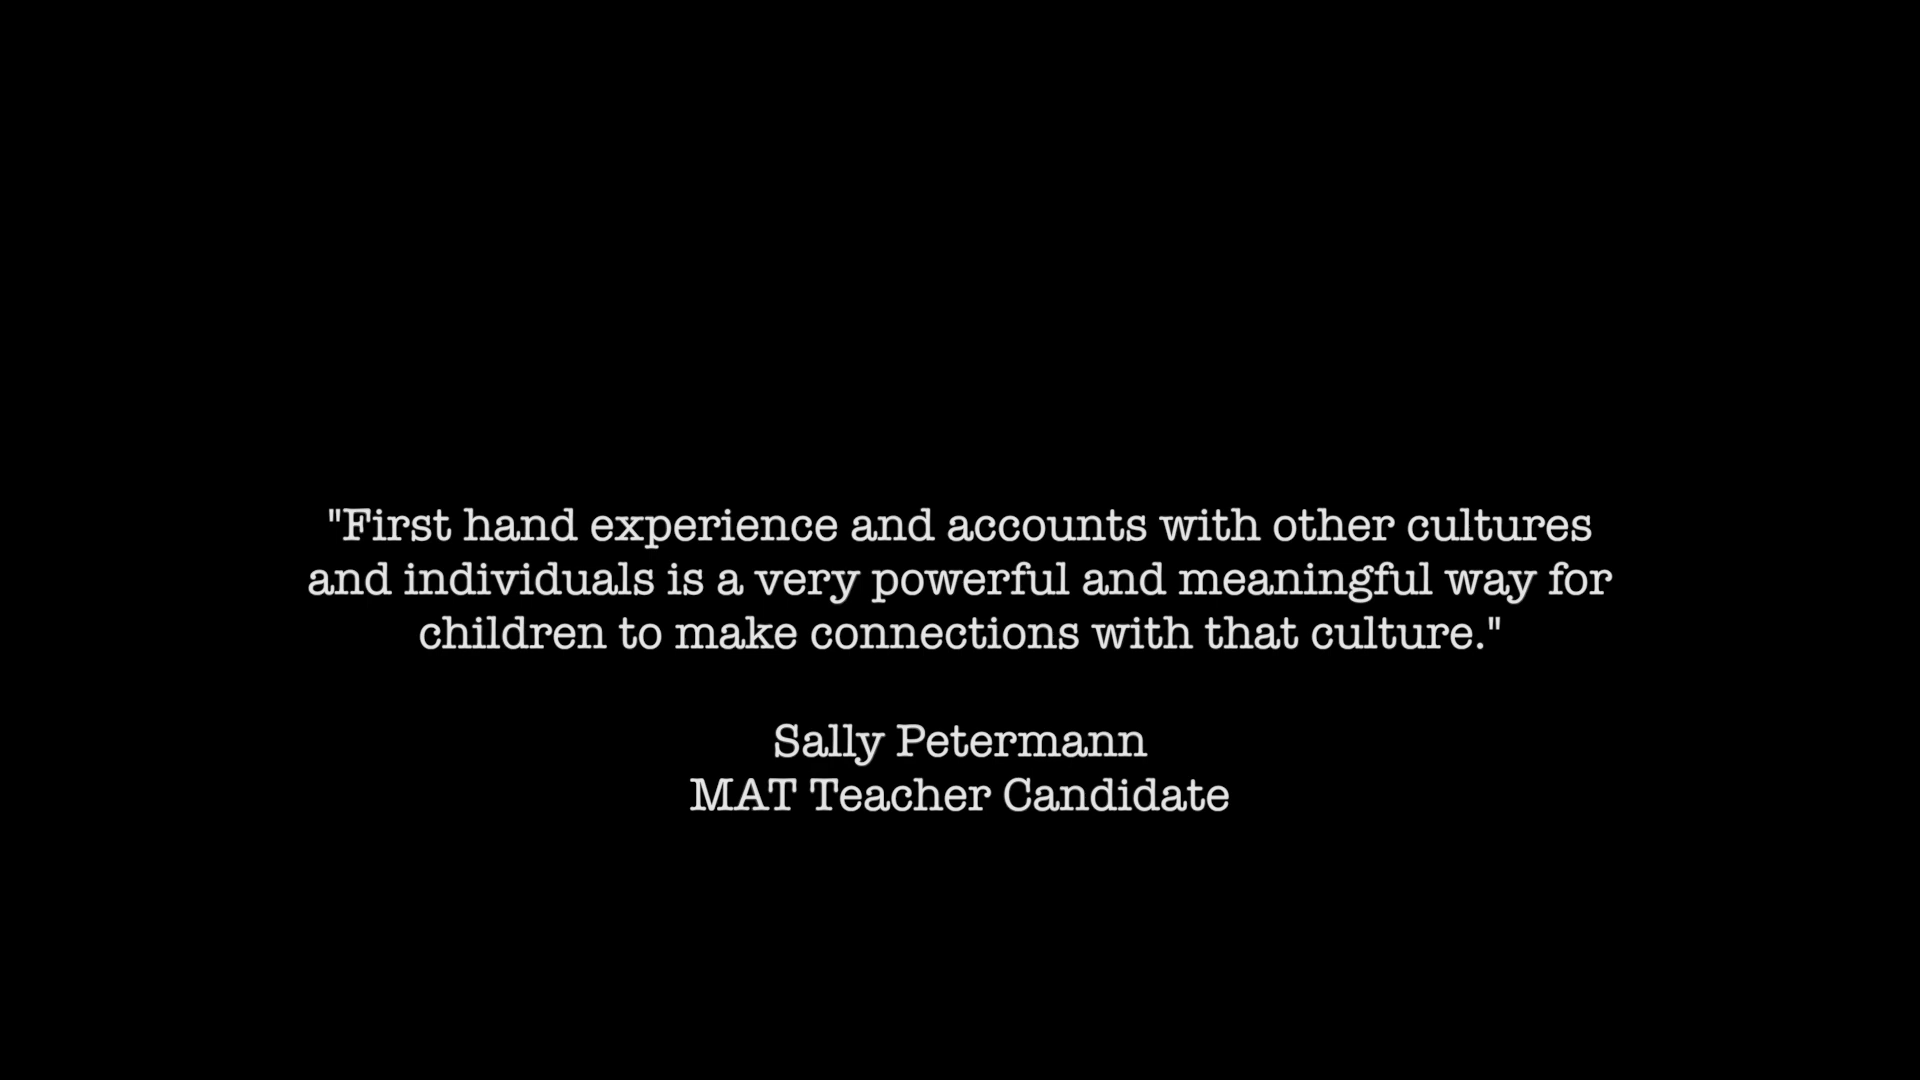 "First hand experience and accounts with other cultures
and individuals is a very powerful and meaningful way for
children to make connections with that culture."
Sally Petermann
MAT Teacher Candidate